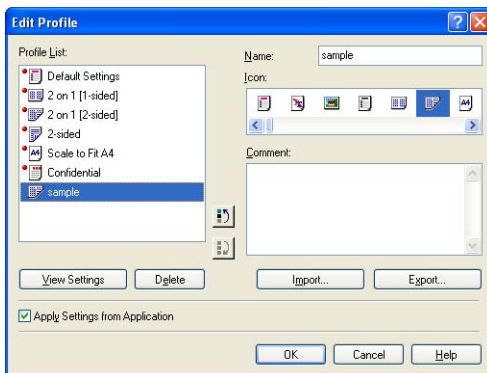 Edit Profile
Profile List:
Default Settings
2 on 1 [1-sided]
2 on 1 [2-sided]
2-sided
Scale to Fit A4
Confidential
sample
Name:
sample
Icon:
A4
Comment:
View Settings
Delete
Import...
Export...
Apply Settings from Application
OK
Cancel
Help